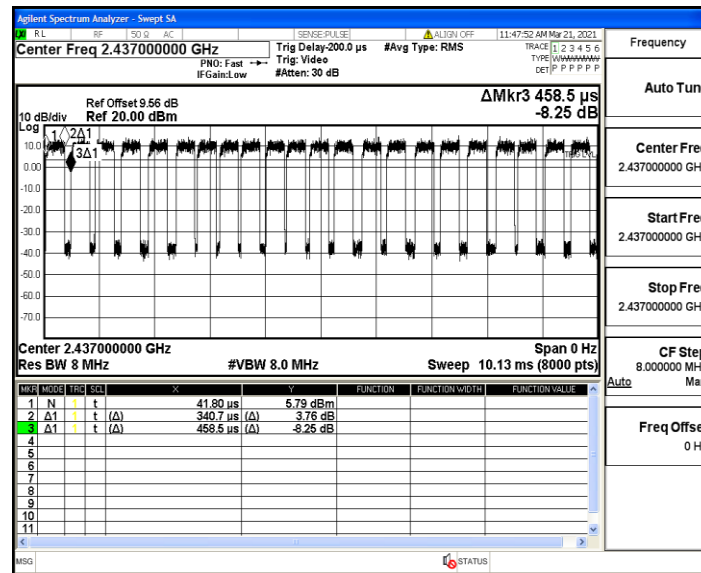 Agilent Spectrum Analyzer - Swept SA
RL RF 50 Ω AC SENSE:PULSE ALIGN OFF 11:47:52 AM Mar 21, 2021
Center Freq 2.437000000 GHz
PNO: Fast
IFGain:Low
Trig Delay-200.0 µs
Trig: Video
#Atten: 30 dB
#Avg Type: RMS
TRACE 1 2 3 4 5 6
TYPE
DET P P P P P P
Ref Offset 9.56 dB
10 dB/div Ref 20.00 dBm
ΔMkr3 458.5 µs
-8.25 dB
Log
1 2Δ1
3Δ1
10.0
0.00
-10.0
-20.0
-30.0
-40.0
-50.0
-60.0
-70.0
Center 2.437000000 GHz Span 0 Hz
Res BW 8 MHz #VBW 8.0 MHz Sweep 10.13 ms (8000 pts)
MKR MODE TRC SCL X Y FUNCTION FUNCTION WIDTH FUNCTION VALUE
1 N t 41.80 µs 5.79 dBm
2 Δ1 t (Δ) 340.7 µs (Δ) 3.76 dB
3 Δ1 t (Δ) 458.5 µs (Δ) -8.25 dB
4
5
6
7
8
9
10
11
MSG STATUS
Frequency
Auto Tun
Center Fre
2.437000000 GH
Start Fre
2.437000000 GH
Stop Fre
2.437000000 GH
CF Step
8.000000 MH
Auto Ma
Freq Offse
0 H